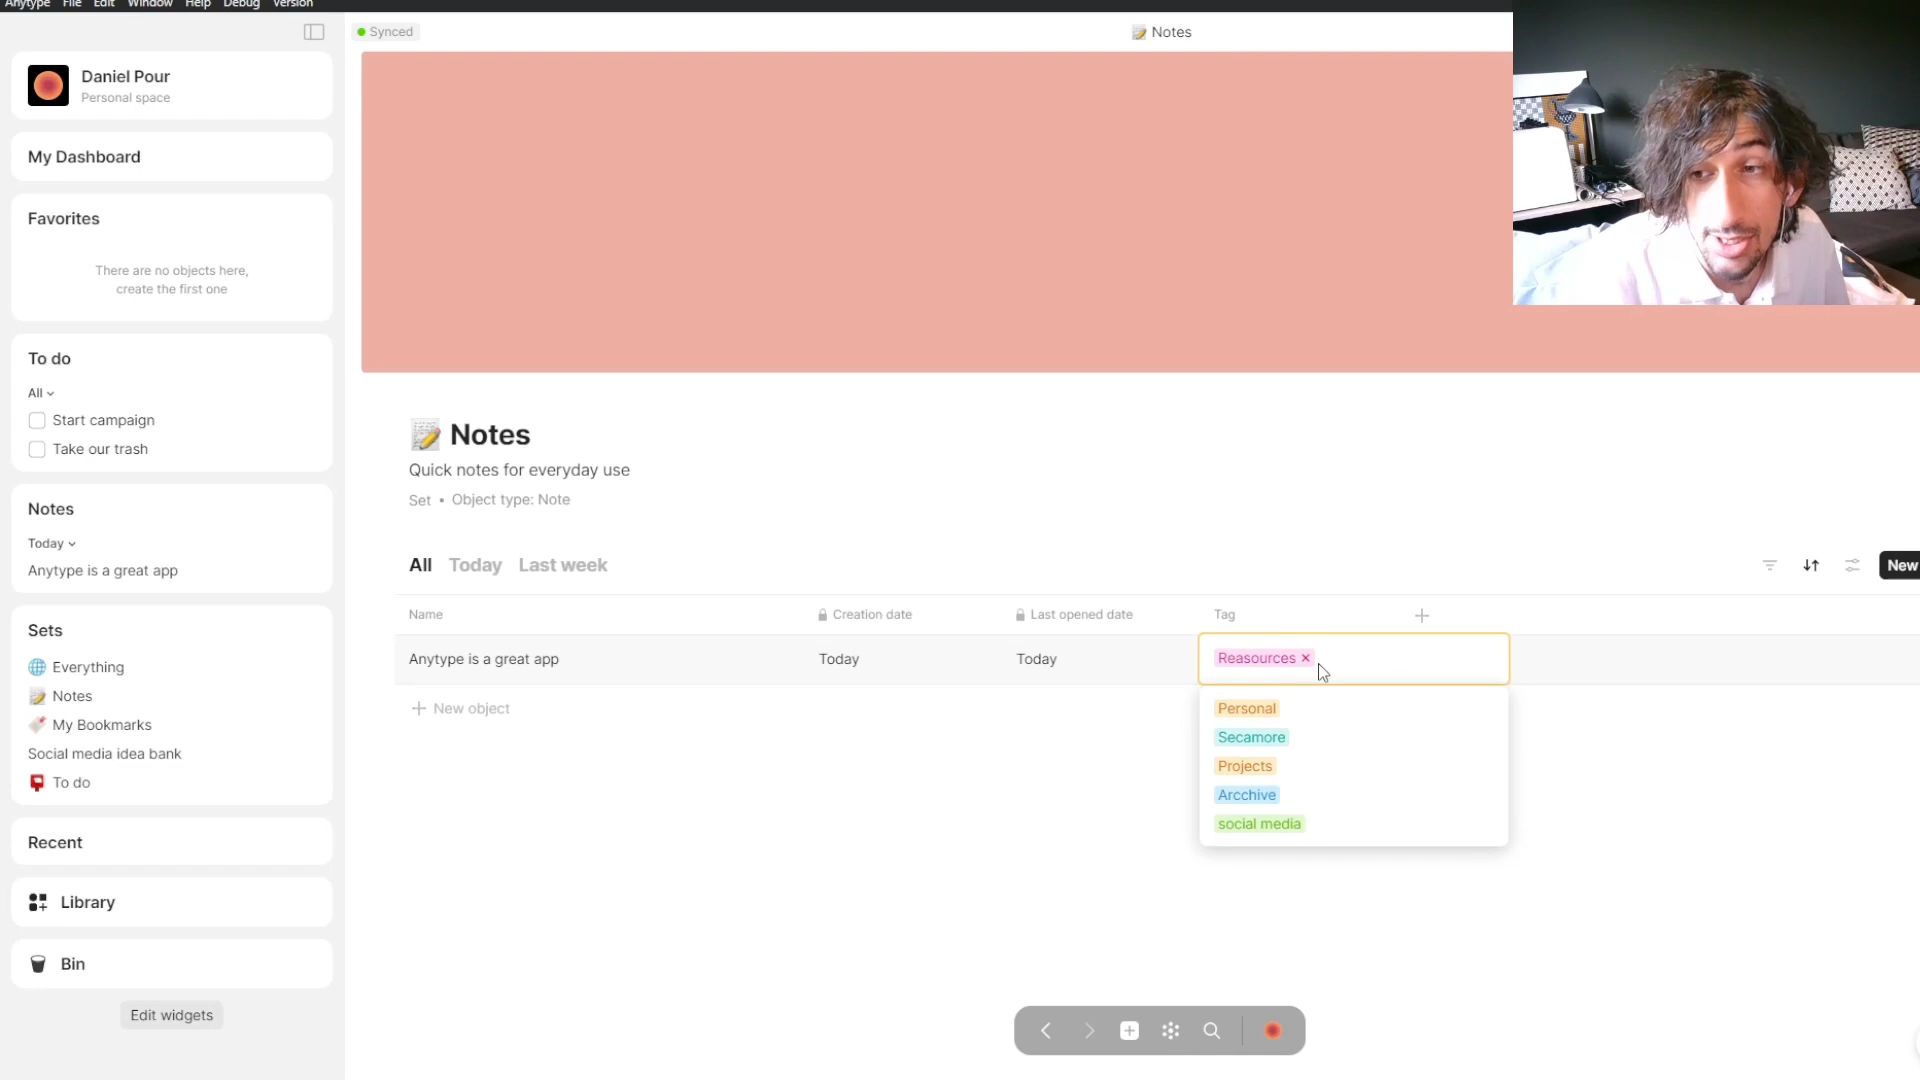 Anytype File Edit Window Help Debug Version
Synced
Notes
Daniel Pour
Personal space
My Dashboard
Favorites
There are no objects here,
create the first one
To do
All
Start campaign
Take our trash
Notes
Today
Anytype is a great app
Sets
Everything
Notes
My Bookmarks
Social media idea bank
To do
Recent
Library
Bin
Edit widgets
Notes
Quick notes for everyday use
Set • Object type: Note
All Today Last week
New
Name Creation date Last opened date Tag
Anytype is a great app Today Today Reasources
New object
Personal
Secamore
Projects
Arcchive
social media